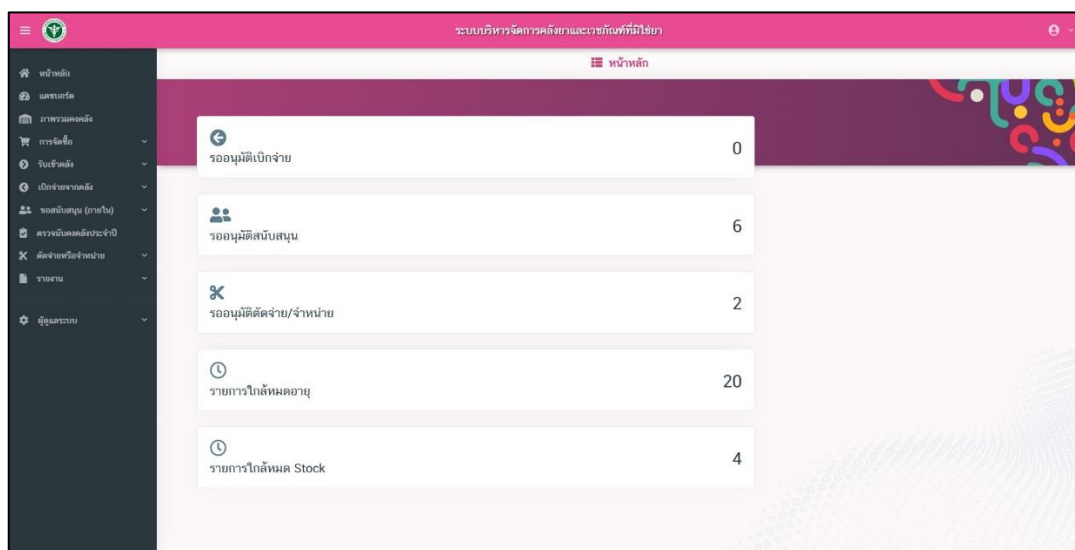 ระบบบริหารจัดการคลังยาและเวชภัณฑ์ที่มิใช่ยา
หน้าหลัก
หน้าหลัก
แดชบอร์ด
ภาพรวมคงคลัง
การจัดซื้อ
รับเข้าคลัง
เบิกจ่ายจากคลัง
ขอสนับสนุน (ภายใน)
ตรวจนับคงคลังประจำปี
ตัดจ่ายหรือจำหน่าย
รายงาน
ผู้ดูแลระบบ
รออนุมัติเบิกจ่าย 0
รออนุมัติสนับสนุน 6
รออนุมัติตัดจ่าย/จำหน่าย 2
รายการใกล้หมดอายุ 20
รายการใกล้หมด Stock 4